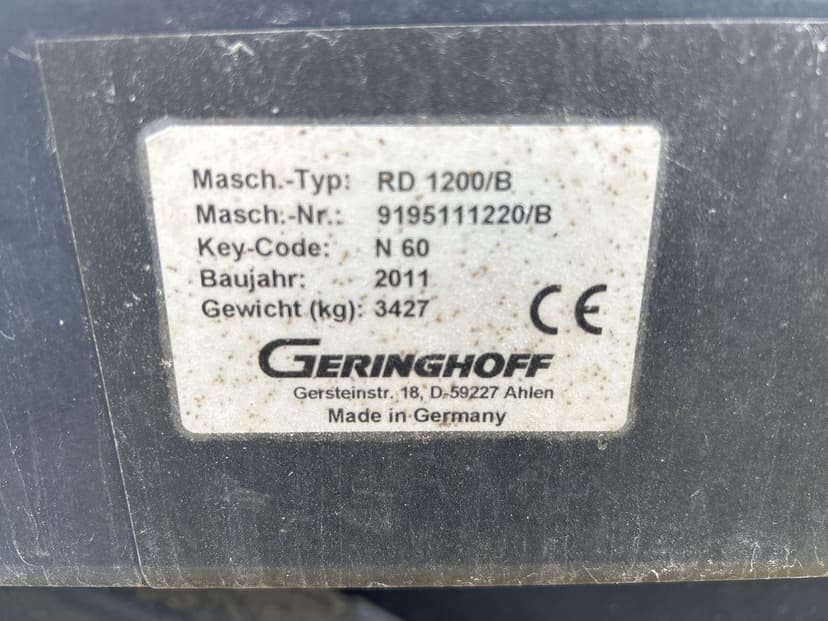 Masch.-Typ: RD 1200/B
Masch.-Nr.: 9195111220/B
Key-Code: N 60
Baujahr: 2011
Gewicht (kg): 3427
CE
GERINGHOFF
Gersteinstr. 18, D-59227 Ahlen
Made in Germany